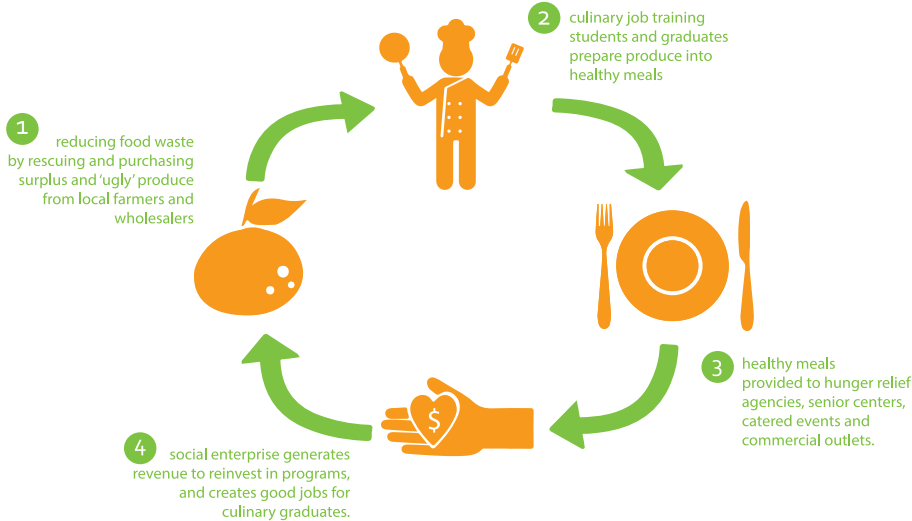 1
reducing food waste
by rescuing and purchasing
surplus and ‘ugly’ produce
from local farmers and
wholesalers
2
culinary job training
students and graduates
prepare produce into
healthy meals
3
healthy meals
provided to hunger relief
agencies, senior centers,
catered events and
commercial outlets.
$
4
social enterprise generates
revenue to reinvest in programs,
and creates good jobs for
culinary graduates.